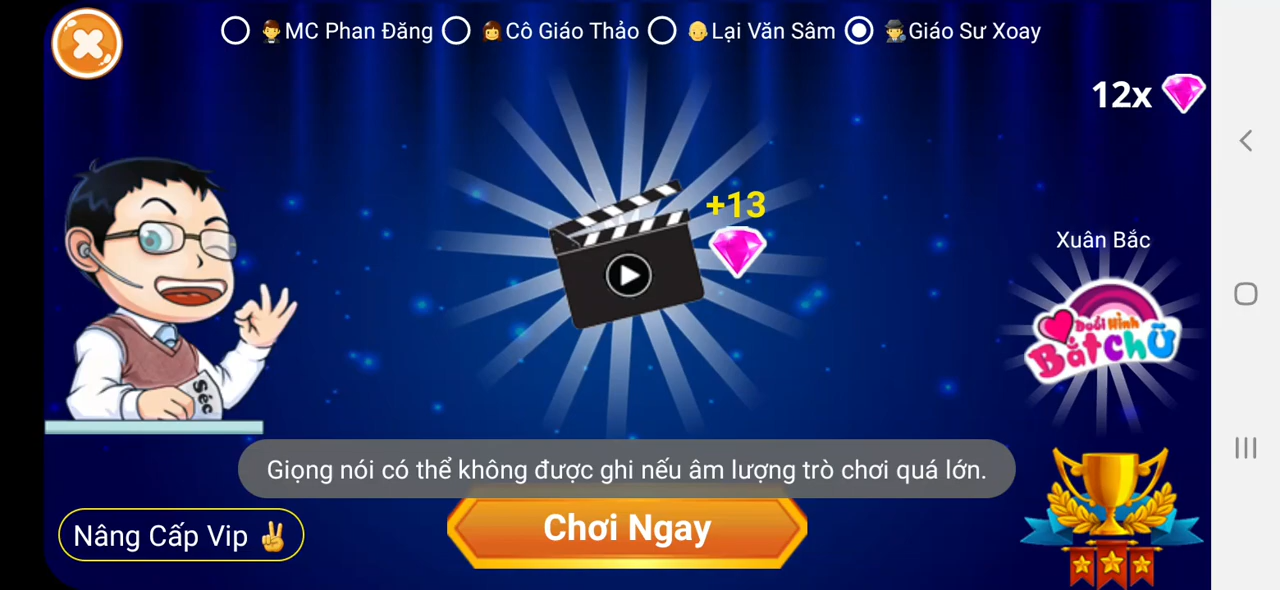 MC Phan Đăng Cô Giáo Thảo Lại Văn Sâm Giáo Sư Xoay
12x
+13
Xuân Bắc
Đuổi Hình
Bắt chữ
Séc
Giọng nói có thể không được ghi nếu âm lượng trò chơi quá lớn.
Nâng Cấp Vip ✌
Chơi Ngay